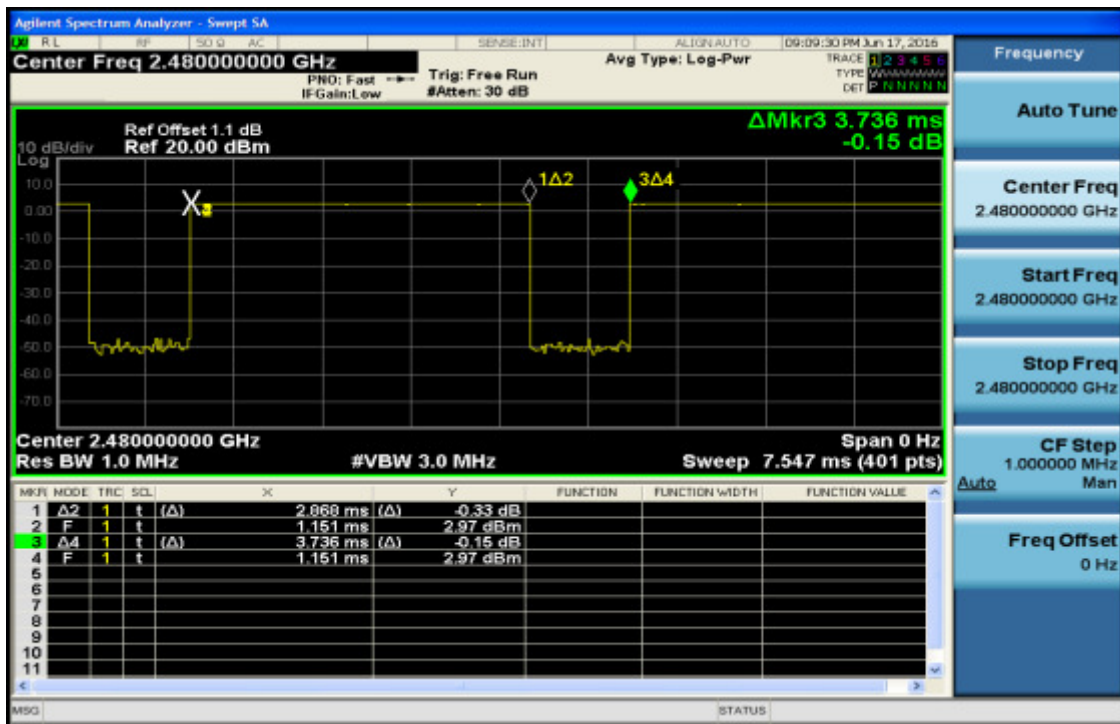 Agilent Spectrum Analyzer - Swept SA
RL RF 50 Ω AC SENSE:INT ALIGN AUTO 09:09:30 PM Jun 17, 2016
Center Freq 2.480000000 GHz
PNO: Fast
IFGain:Low
Trig: Free Run
#Atten: 30 dB
Avg Type: Log-Pwr
TRACE 1 2 3 4 5 6
TYPE
DET P N N N N N
Frequency
ΔMkr3 3.736 ms
-0.15 dB
Ref Offset 1.1 dB
Ref 20.00 dBm
10 dB/div
Log
10.0
0.00
-10.0
-20.0
-30.0
-40.0
-50.0
-60.0
-70.0
1Δ2
3Δ4
X
Center 2.480000000 GHz
Span 0 Hz
Res BW 1.0 MHz
#VBW 3.0 MHz
Sweep 7.547 ms (401 pts)
MKR MODE TRC SCL X Y FUNCTION FUNCTION WIDTH FUNCTION VALUE
1 Δ2 1 t (Δ) 2.868 ms (Δ) -0.33 dB
2 F 1 t 1.151 ms 2.97 dBm
3 Δ4 1 t (Δ) 3.736 ms (Δ) -0.15 dB
4 F 1 t 1.151 ms 2.97 dBm
5
6
7
8
9
10
11
MSG
STATUS
Auto Tune
Center Freq
2.480000000 GHz
Start Freq
2.480000000 GHz
Stop Freq
2.480000000 GHz
CF Step
1.000000 MHz
Auto Man
Freq Offset
0 Hz